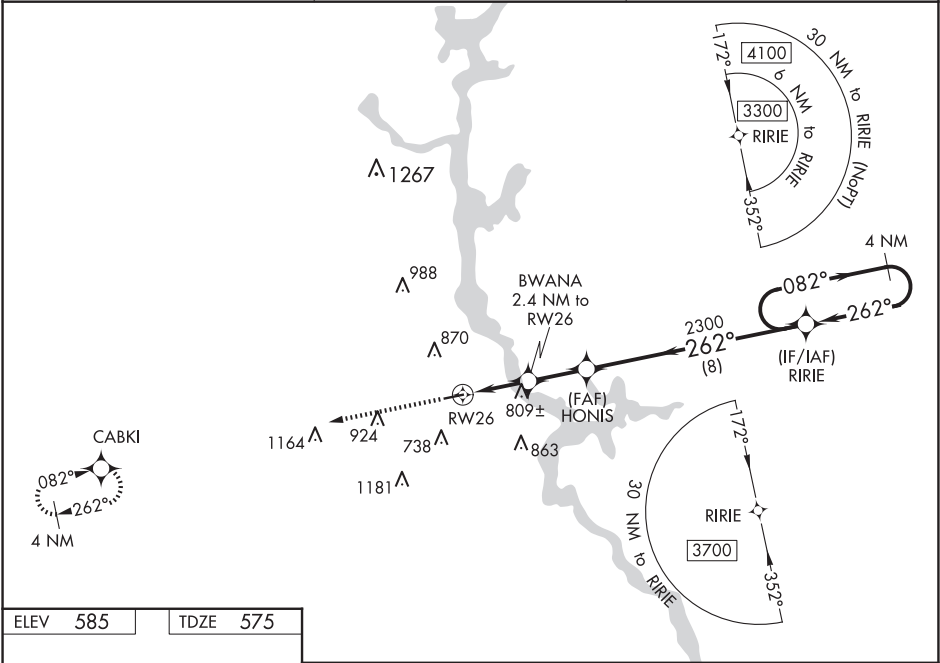 172°
4100
30 NM to RIRIE (NoPT)
6 NM to RIRIE
3300
RIRIE
352°
1267
4 NM
988
BWANA
2.4 NM to
RW26
082°
262°
2300
262°
(8)
(IF/IAF)
RIRIE
870
(FAF)
HONIS
RW26
809±
1164
924
738
863
1181
CABKI
082°
262°
4 NM
172°
30 NM to RIRIE
RIRIE
3700
352°
ELEV 585
TDZE 575